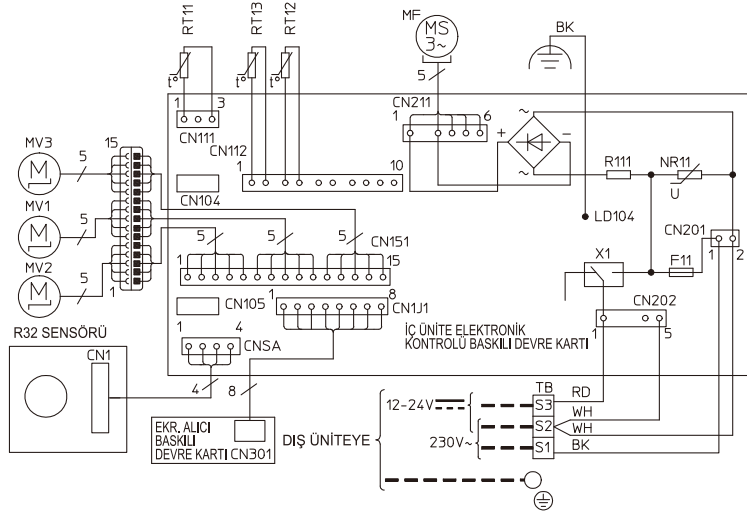 RT11
RT13
RT12
t°
t°
t°
MF
MS
3~
5
BK
1
3
CN111
CN211
1
6
~
+
−
~
15
MV3
5
MV1
5
MV2
5
1
CN112
1
10
CN104
R111
NR11
U
LD104
CN201
1
2
5
5
5
CN151
1
15
X1
F11
CN105
1
8
CN1J1
CN202
1
5
R32 SENSÖRÜ
CN1
1
4
CNSA
İÇ ÜNİTE ELEKTRONİK
KONTROLÜ BASKILI DEVRE KARTI
4
8
12-24V
TB
S3
RD
WH
S2
WH
230V~
S1
BK
EKR. ALICI
BASKILI
DEVRE KARTI CN301
DIŞ ÜNİTEYE